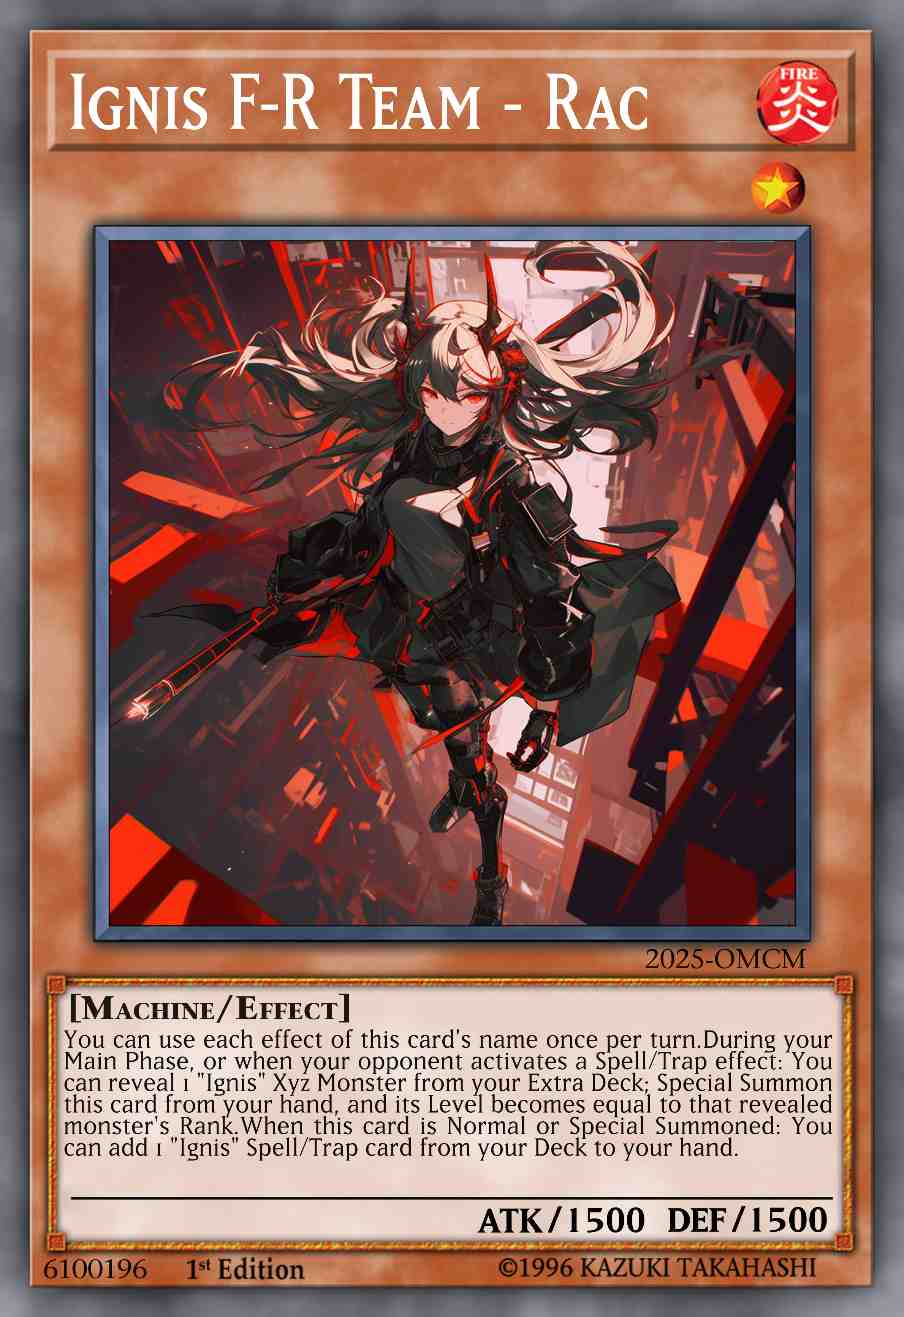 Ignis F-R Team - Rac
FIRE
炎
2025-OMCM
[Machine/Effect]
You can use each effect of this card's name once per turn.During your
Main Phase, or when your opponent activates a Spell/Trap effect: You
can reveal 1 "Ignis" Xyz Monster from your Extra Deck; Special Summon
this card from your hand, and its Level becomes equal to that revealed
monster's Rank.When this card is Normal or Special Summoned: You
can add 1 "Ignis" Spell/Trap card from your Deck to your hand.
ATK/1500 DEF/1500
6100196 1st Edition ©1996 KAZUKI TAKAHASHI